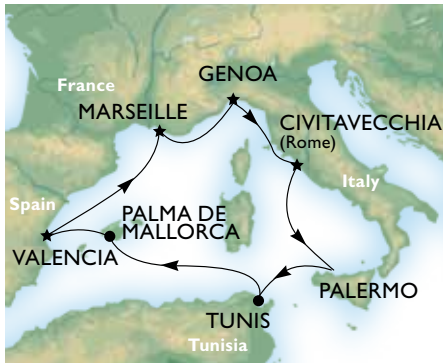 GENOA
France
MARSEILLE
CIVITAVECCHIA
(Rome)
Italy
Spain
PALMA DE
MALLORCA
VALENCIA
PALERMO
TUNIS
Tunisia